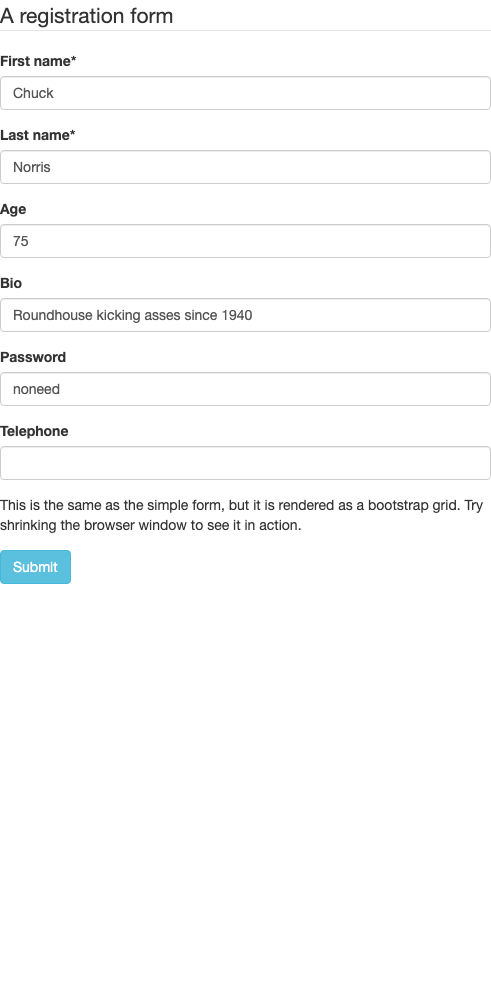 A registration form
First name*
Chuck
Last name*
Norris
Age
75
Bio
Roundhouse kicking asses since 1940
Password
noneed
Telephone
This is the same as the simple form, but it is rendered as a bootstrap grid. Try
shrinking the browser window to see it in action.
Submit